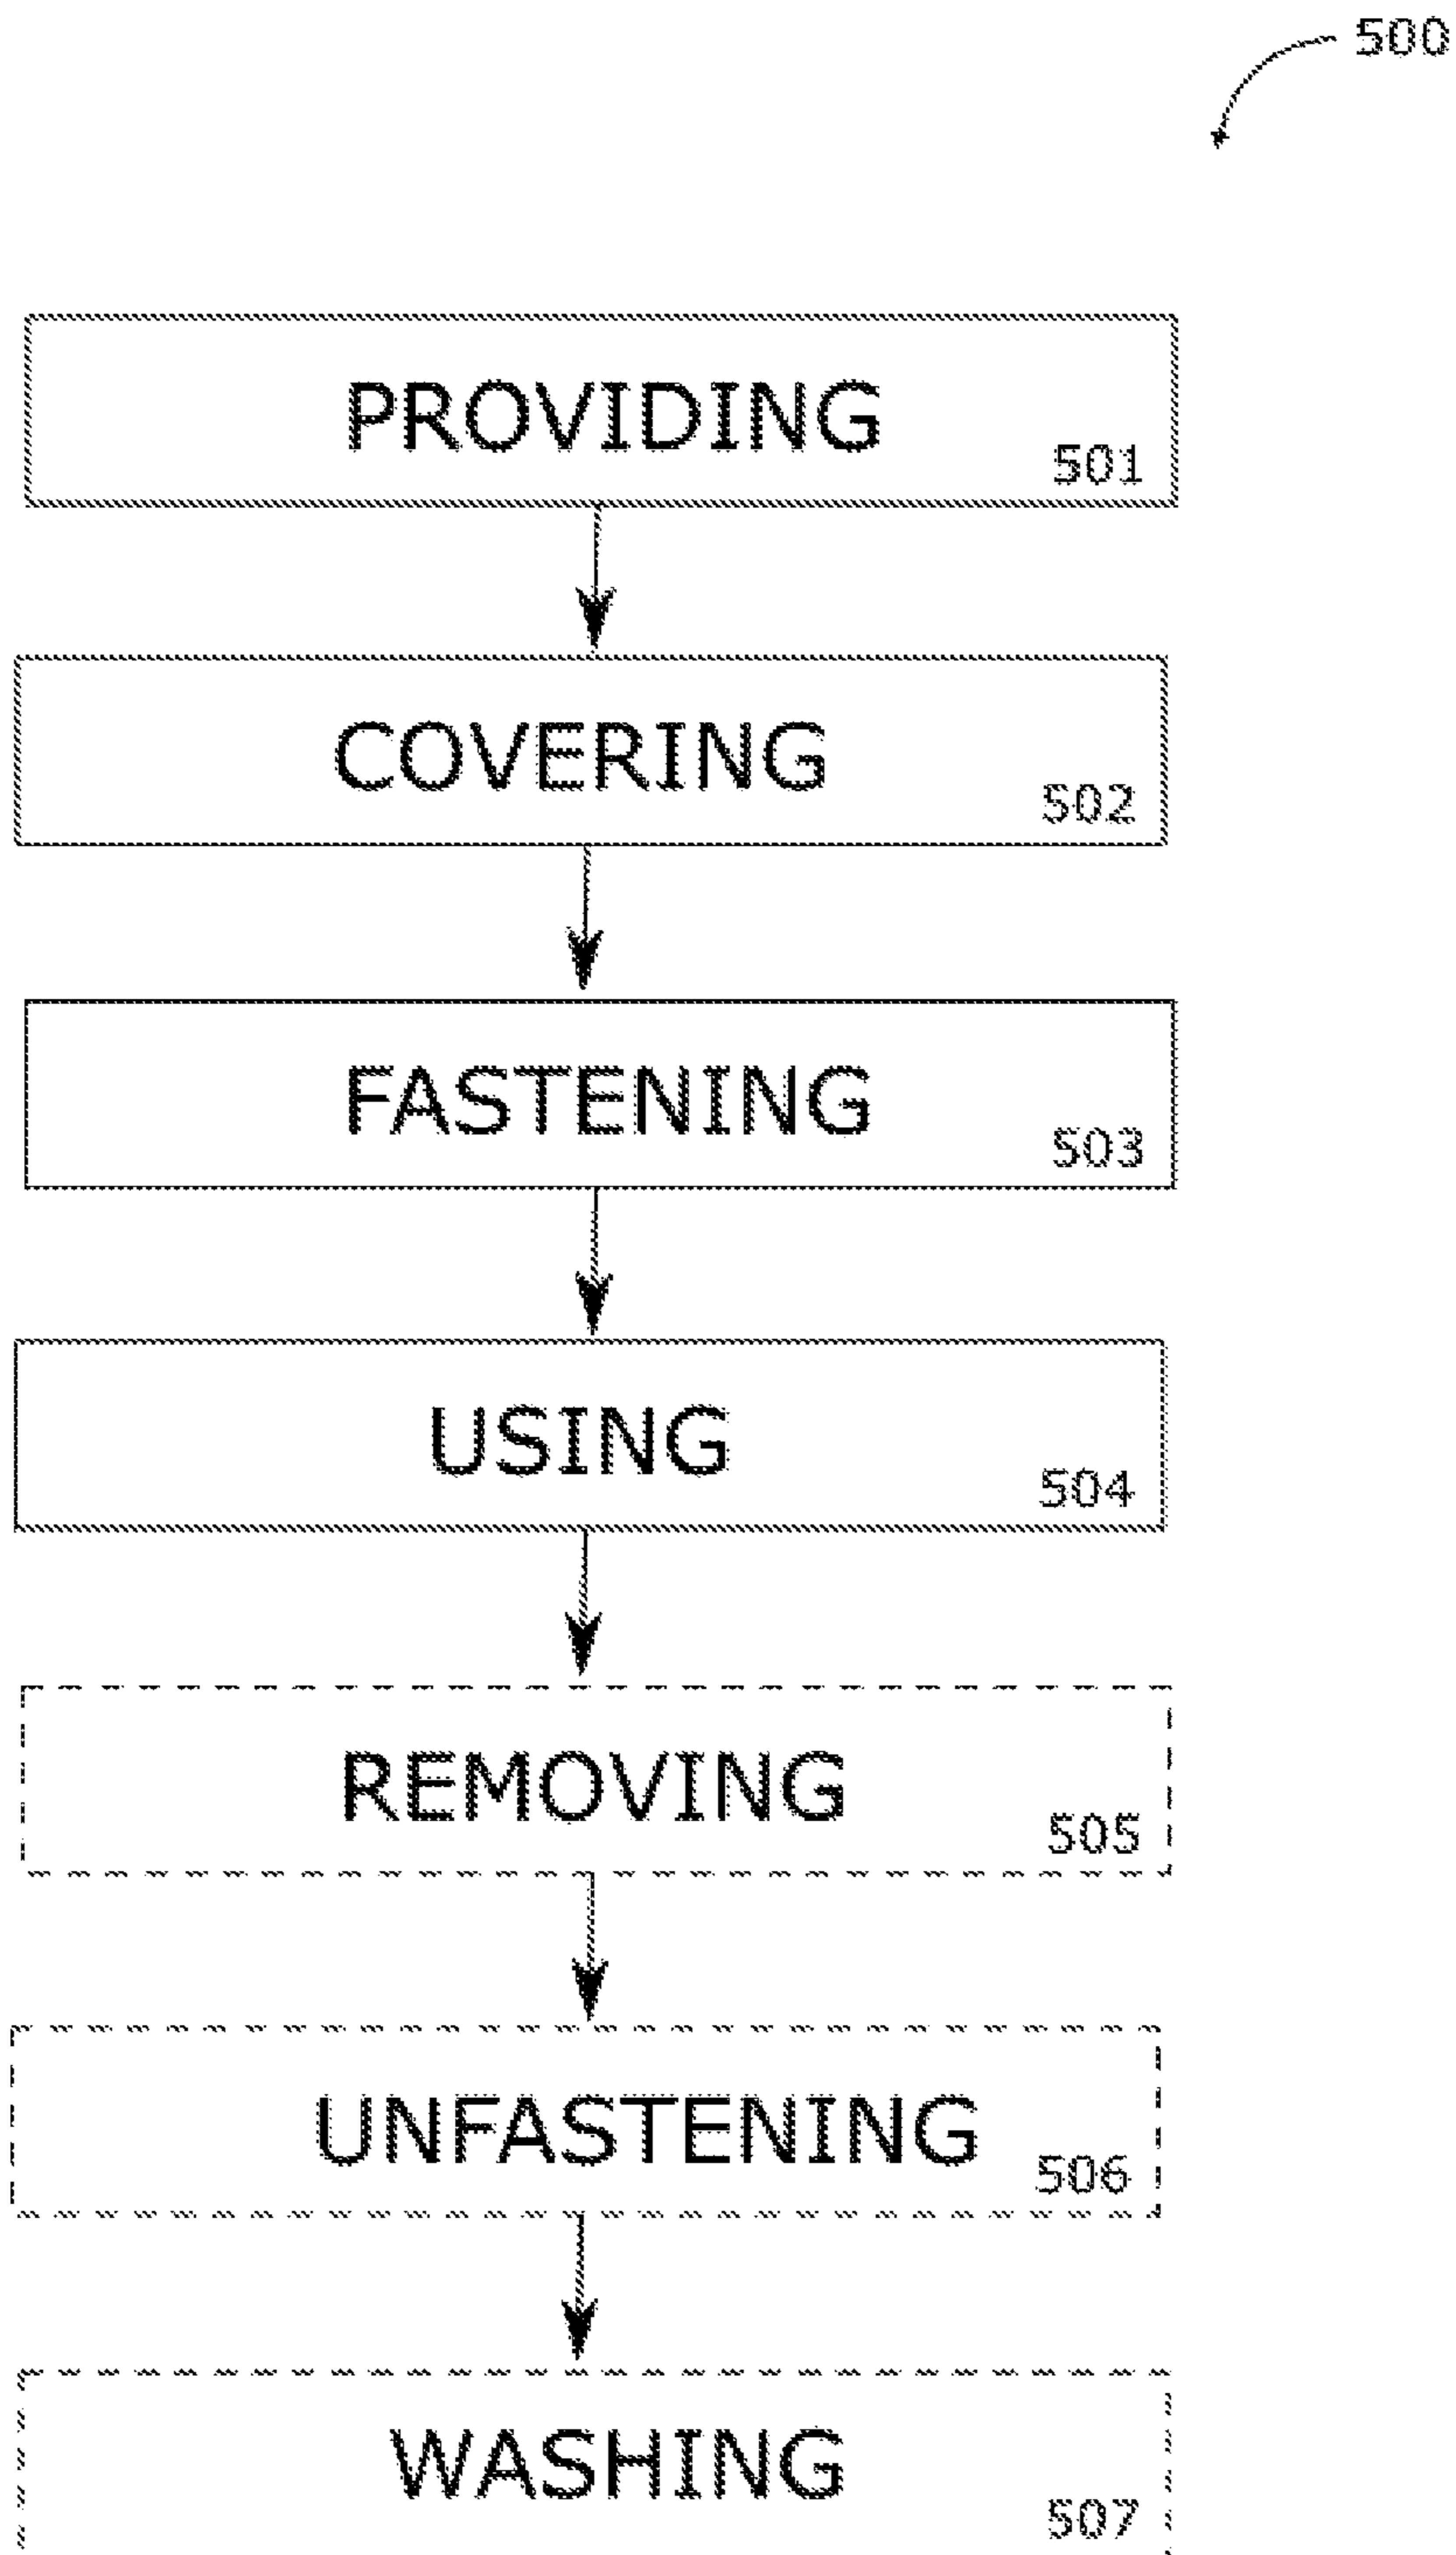 500
PROVIDING
501
COVERING
502
FASTENING
503
USING
504
REMOVING
505
UNFASTENING
506
WASHING
507